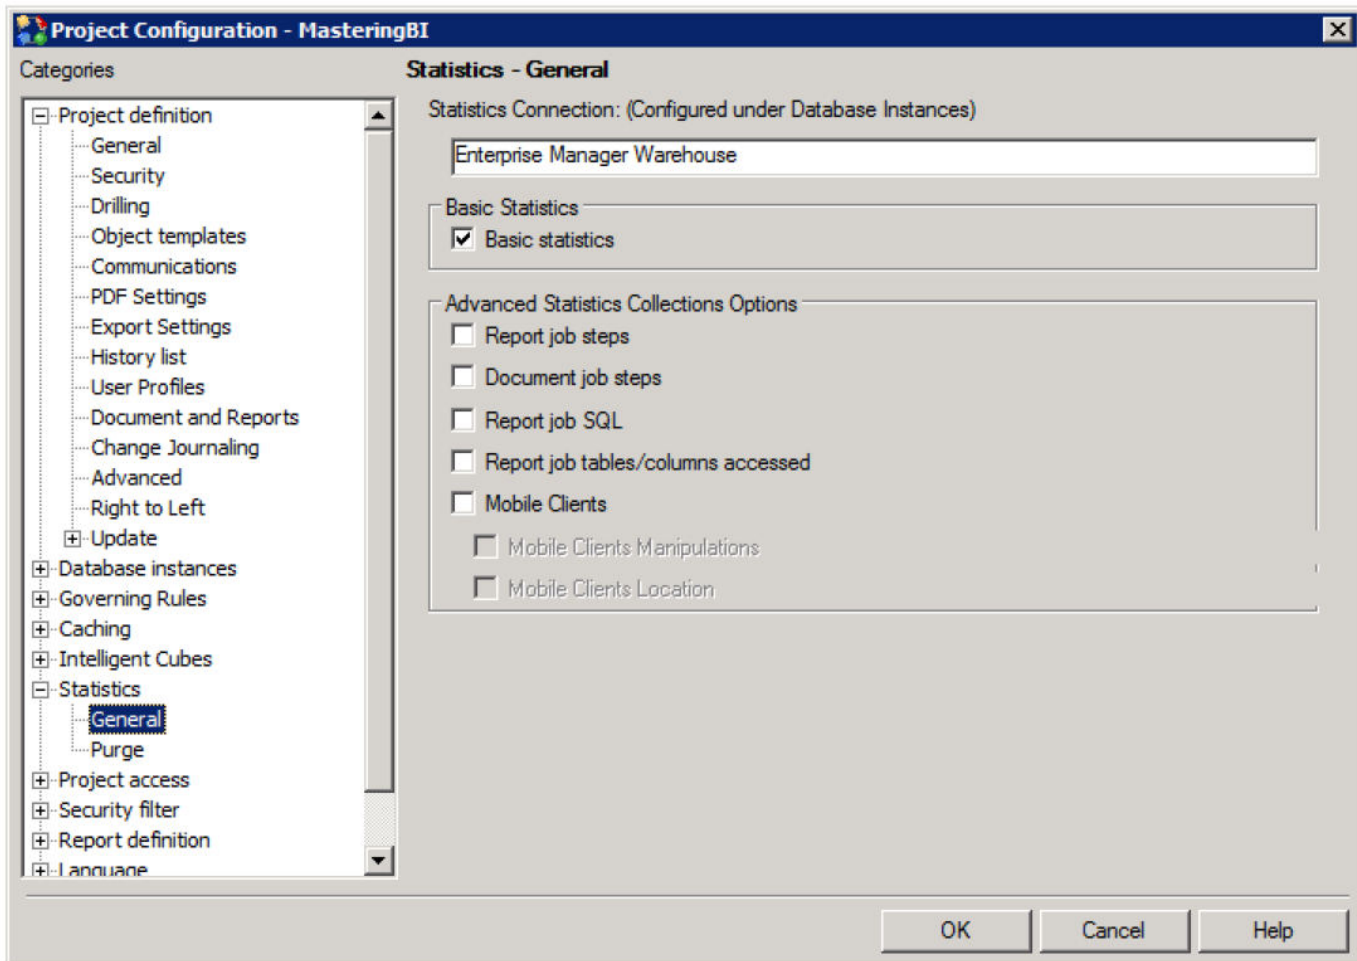 Project Configuration - MasteringBI
Categories
Project definition
General
Security
Drilling
Object templates
Communications
PDF Settings
Export Settings
History list
User Profiles
Document and Reports
Change Journaling
Advanced
Right to Left
Update
Database instances
Governing Rules
Caching
Intelligent Cubes
Statistics
General
Purge
Project access
Security filter
Report definition
Language
Statistics - General
Statistics Connection: (Configured under Database Instances)
Enterprise Manager Warehouse
Basic Statistics
Basic statistics
Advanced Statistics Collections Options
Report job steps
Document job steps
Report job SQL
Report job tables/columns accessed
Mobile Clients
Mobile Clients Manipulations
Mobile Clients Location
OK Cancel Help